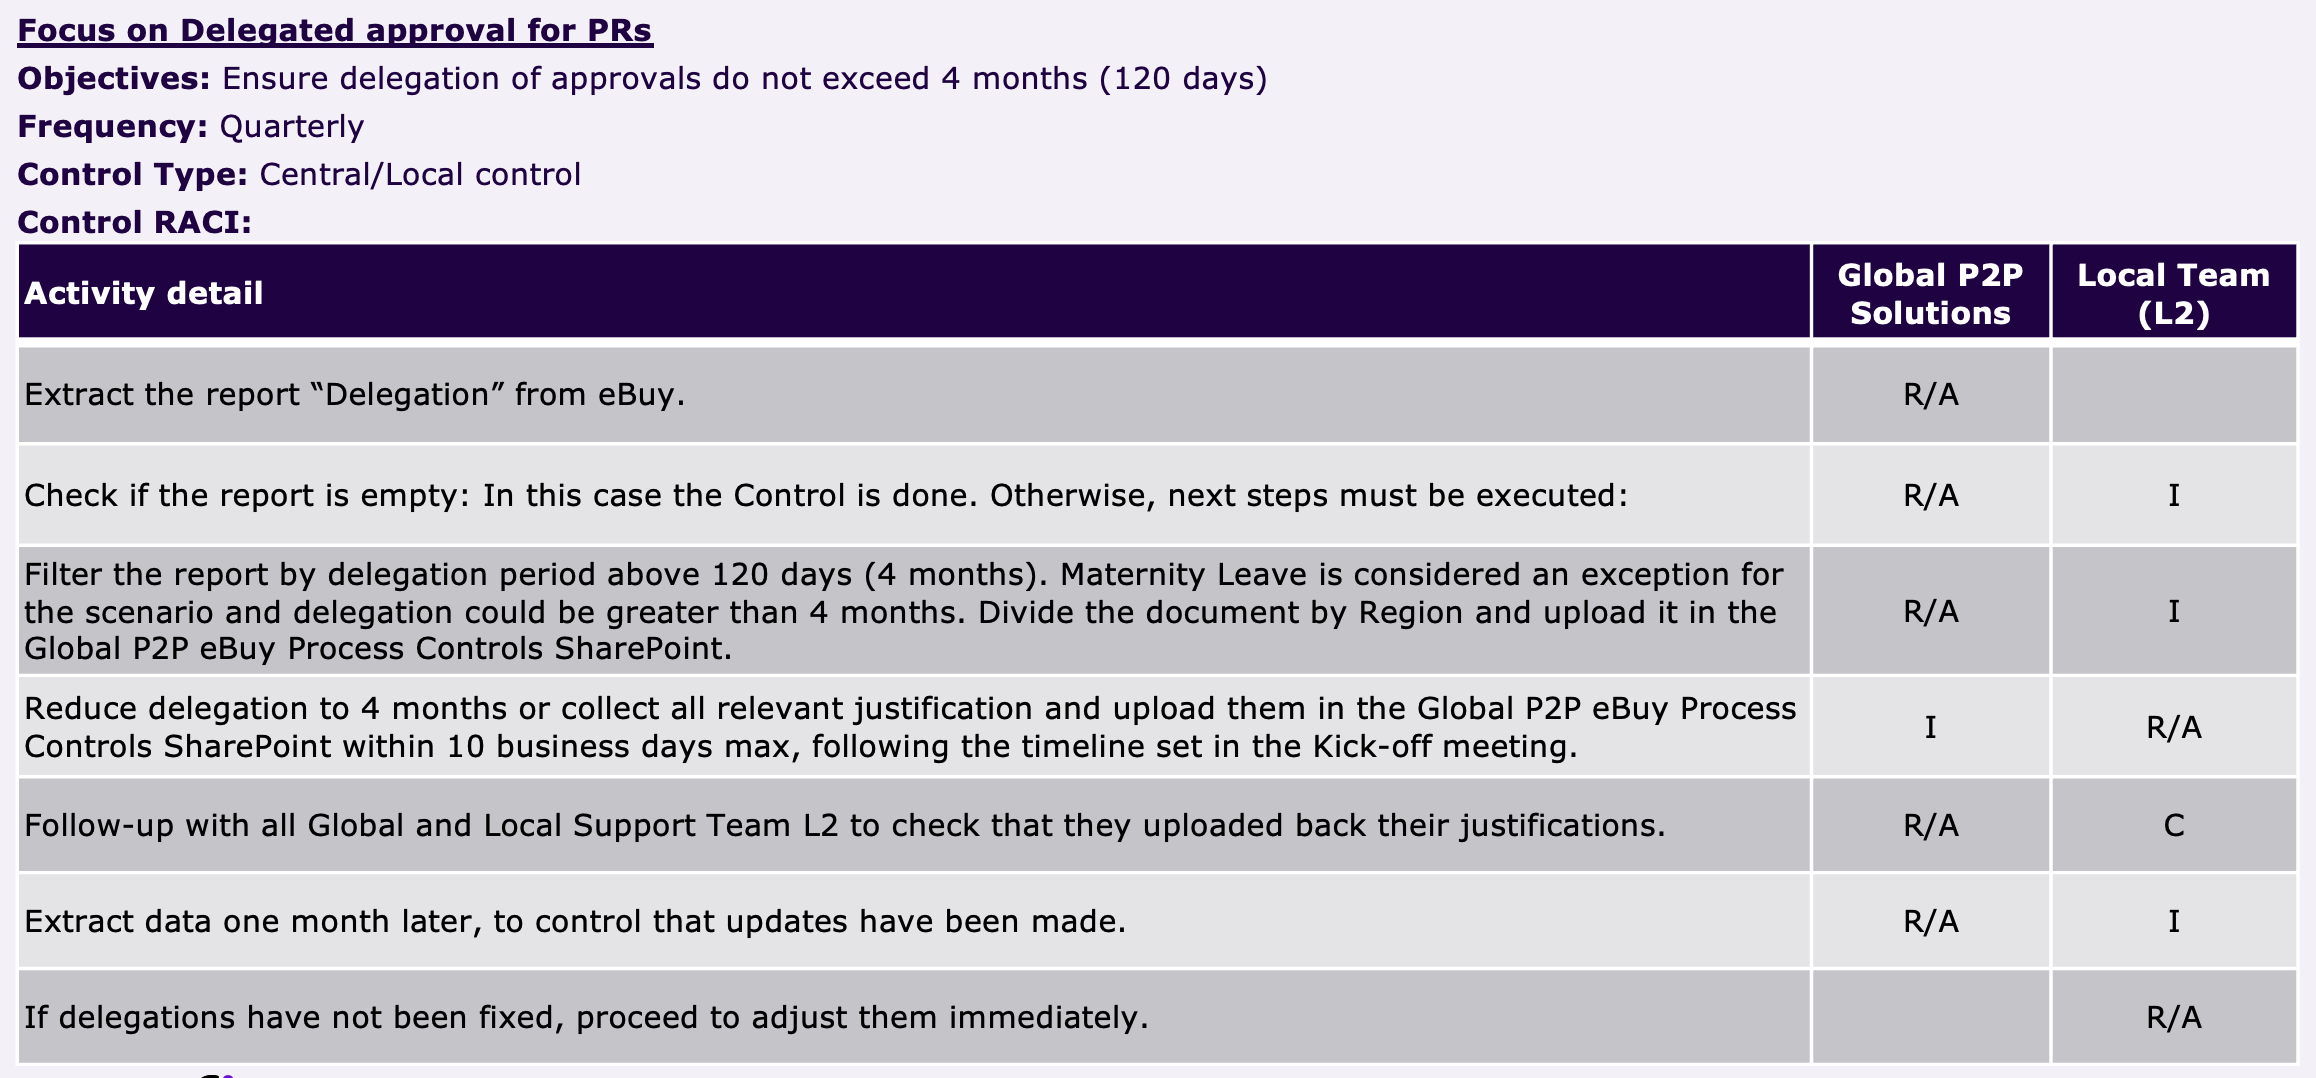 Focus on Delegated approval for PRs
Objectives: Ensure delegation of approvals do not exceed 4 months (120 days)
Frequency: Quarterly
Control Type: Central/Local control
Control RACI:
Activity detail
Global P2P
Solutions
Local Team
(L2)
Extract the report “Delegation” from eBuy.
R/A
Check if the report is empty: In this case the Control is done. Otherwise, next steps must be executed:
R/A
I
Filter the report by delegation period above 120 days (4 months). Maternity Leave is considered an exception for
the scenario and delegation could be greater than 4 months. Divide the document by Region and upload it in the
Global P2P eBuy Process Controls SharePoint.
R/A
I
Reduce delegation to 4 months or collect all relevant justification and upload them in the Global P2P eBuy Process
Controls SharePoint within 10 business days max, following the timeline set in the Kick-off meeting.
I
R/A
Follow-up with all Global and Local Support Team L2 to check that they uploaded back their justifications.
R/A
C
Extract data one month later, to control that updates have been made.
R/A
I
If delegations have not been fixed, proceed to adjust them immediately.
R/A